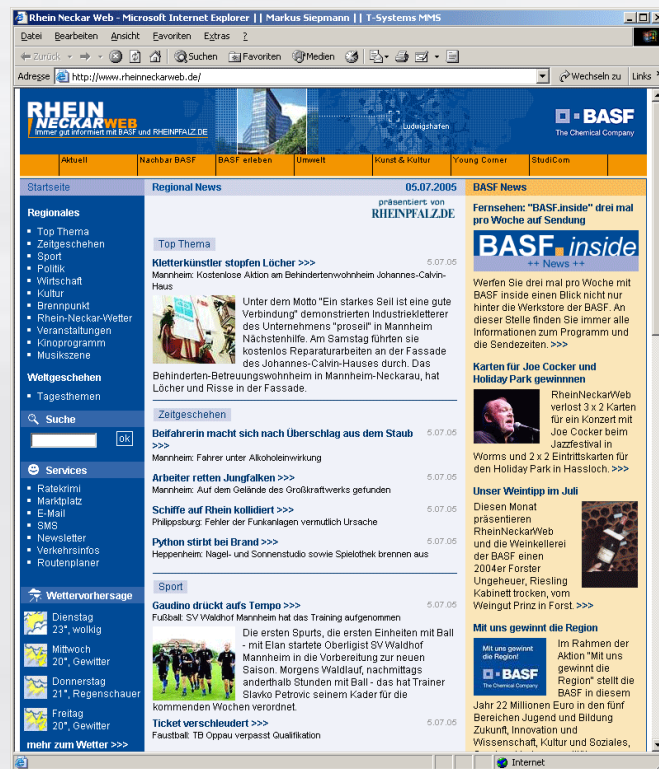 Rhein Neckar Web - Microsoft Internet Explorer || Markus Siepmann || T-Systems MMS
Datei Bearbeiten Ansicht Favoriten Extras ?
Zurück Suchen Favoriten Medien
Adresse http://www.rheinneckarweb.de/ Wechseln zu Links
RHEIN
NECKARWEB
Immer gut informiert mit BASF und RHEINPFALZ.DE
Ludwigshafen
BASF
The Chemical Company
Aktuell Nachbar BASF BASF erleben Umwelt Kunst & Kultur Young Corner StudiCom
Startseite
Regionales
Top Thema
Zeitgeschehen
Sport
Politik
Wirtschaft
Kultur
Brennpunkt
Rhein-Neckar-Wetter
Veranstaltungen
Kinoprogramm
Musikszene
Weltgeschehen
Tagesthemen
Suche
ok
Services
Ratekrimi
Marktplatz
E-Mail
SMS
Newsletter
Verkehrsinfos
Routenplaner
Wettervorhersage
Dienstag
23°, wolkig
Mittwoch
20°, Gewitter
Donnerstag
21°, Regenschauer
Freitag
20°, Gewitter
mehr zum Wetter >>>
Regional News 05.07.2005
präsentiert von
RHEINPFALZ.DE
Top Thema
Kletterkünstler stopfen Löcher >>> 5.07.05
Mannheim: Kostenlose Aktion am Behindertenwohnheim Johannes-Calvin-
Haus
Unter dem Motto "Ein starkes Seil ist eine gute
Verbindung" demonstrierten Industriekletterer
des Unternehmens "proseil" in Mannheim
Nächstenhilfe. Am Samstag führten sie
kostenlos Reparaturarbeiten an der Fassade
des Johannes-Calvin-Hauses durch. Das
Behinderten-Betreuungswohnheim in Mannheim-Neckarau, hat
Löcher und Risse in der Fassade.
Zeitgeschehen
Beifahrerin macht sich nach Überschlag aus dem Staub 5.07.05
>>>
Mannheim: Fahrer unter Alkoholeinwirkung
Arbeiter retten Jungfalken >>> 5.07.05
Mannheim: Auf dem Gelände des Großkraftwerks gefunden
Schiffe auf Rhein kollidiert >>> 5.07.05
Philippsburg: Fehler der Funkanlagen vermutlich Ursache
Python stirbt bei Brand >>> 5.07.05
Heppenheim: Nagel- und Sonnenstudio sowie Spielothek brennen aus
Sport
Gaudino drückt aufs Tempo >>> 5.07.05
Fußball: SV Waldhof Mannheim hat das Training aufgenommen
Die ersten Spurts, die ersten Einheiten mit Ball
- mit Elan startete Oberligist SV Waldhof
Mannheim in die Vorbereitung zur neuen
Saison. Morgens Waldlauf, nachmittags
anderthalb Stunden mit Ball - das hat Trainer
Slavko Petrovic seinem Kader für die
kommenden Wochen verordnet.
Ticket verschleudert >>> 5.07.05
Faustball: TB Oppau verpasst Qualifikation
BASF News
Fernsehen: "BASF.inside" drei mal
pro Woche auf Sendung
BASF inside
++ News ++
Werfen Sie drei mal pro Woche mit
BASF inside einen Blick nicht nur
hinter die Werkstore der BASF. An
dieser Stelle finden Sie immer alle
Informationen zum Programm und
die Sendezeiten. >>>
Karten für Joe Cocker und
Holiday Park gewinnnen
RheinNeckarWeb
verlost 3 x 2 Karten
für ein Konzert mit
Joe Cocker beim
Jazzfestival in
Worms und 2 x 2 Eintrittskarten für
den Holiday Park in Hassloch. >>>
Unser Weintipp im Juli
Diesen Monat
präsentieren
RheinNeckarWeb
und die Weinkellerei
der BASF einen
2004er Forster
Ungeheuer, Riesling
Kabinett trocken, vom
Weingut Prinz in Forst. >>>
Mit uns gewinnt die Region
Mit uns gewinnt
die Region!
BASF
The Chemical Company
Im Rahmen der
Aktion "Mit uns
gewinnt die
Region" stellt die
BASF in diesem
Jahr 22 Millionen Euro in den fünf
Bereichen Jugend und Bildung
Zukunft, Innovation und
Wissenschaft, Kultur und Soziales,
Internet